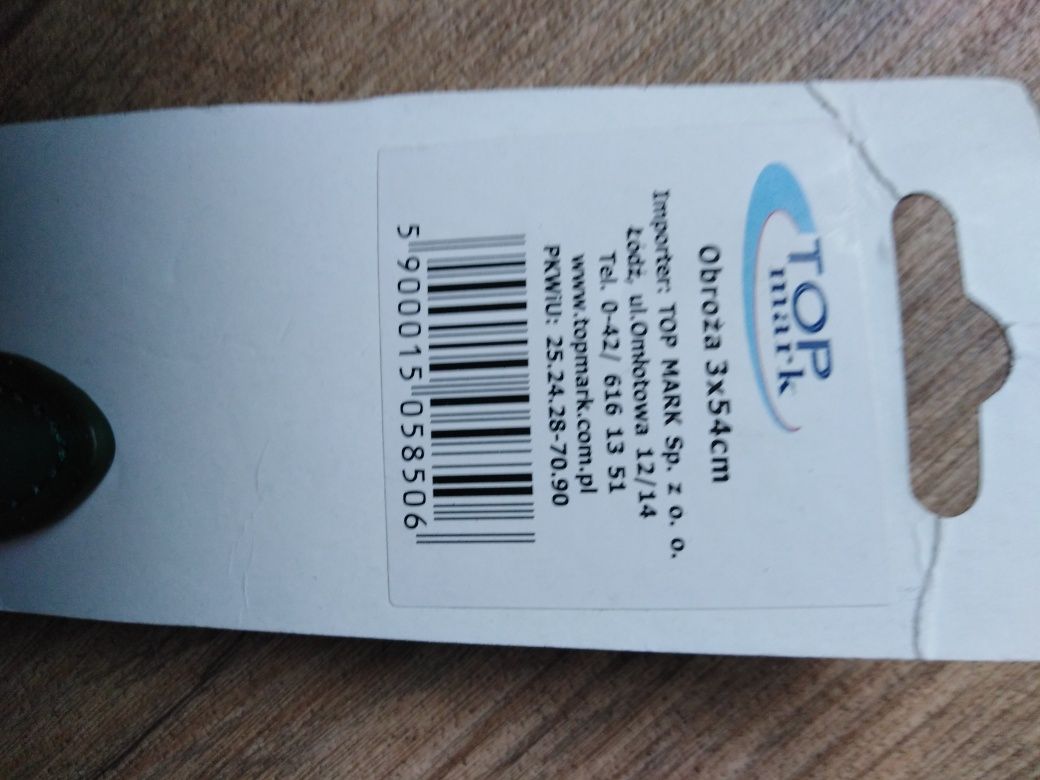 TOP
mark
Obroża 3x54cm
Importer: TOP MARK Sp. z o. o.
Łódź, ul.Omłotowa 12/14
Tel. 0-42/ 616 13 51
www.topmark.com.pl
PKWiU: 25.24.28-70.90
5 900015 058506